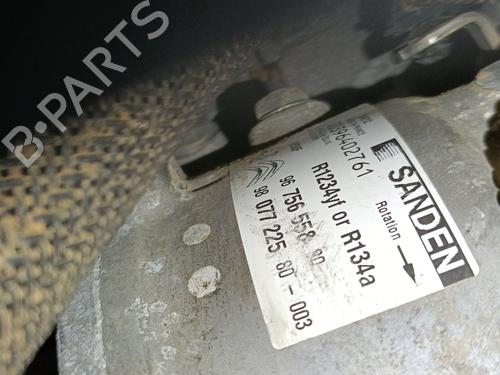 B-PARTS
SANDEN
Rotation
R1234yf or R134a
96 756 558 80
98 077 225 80-003